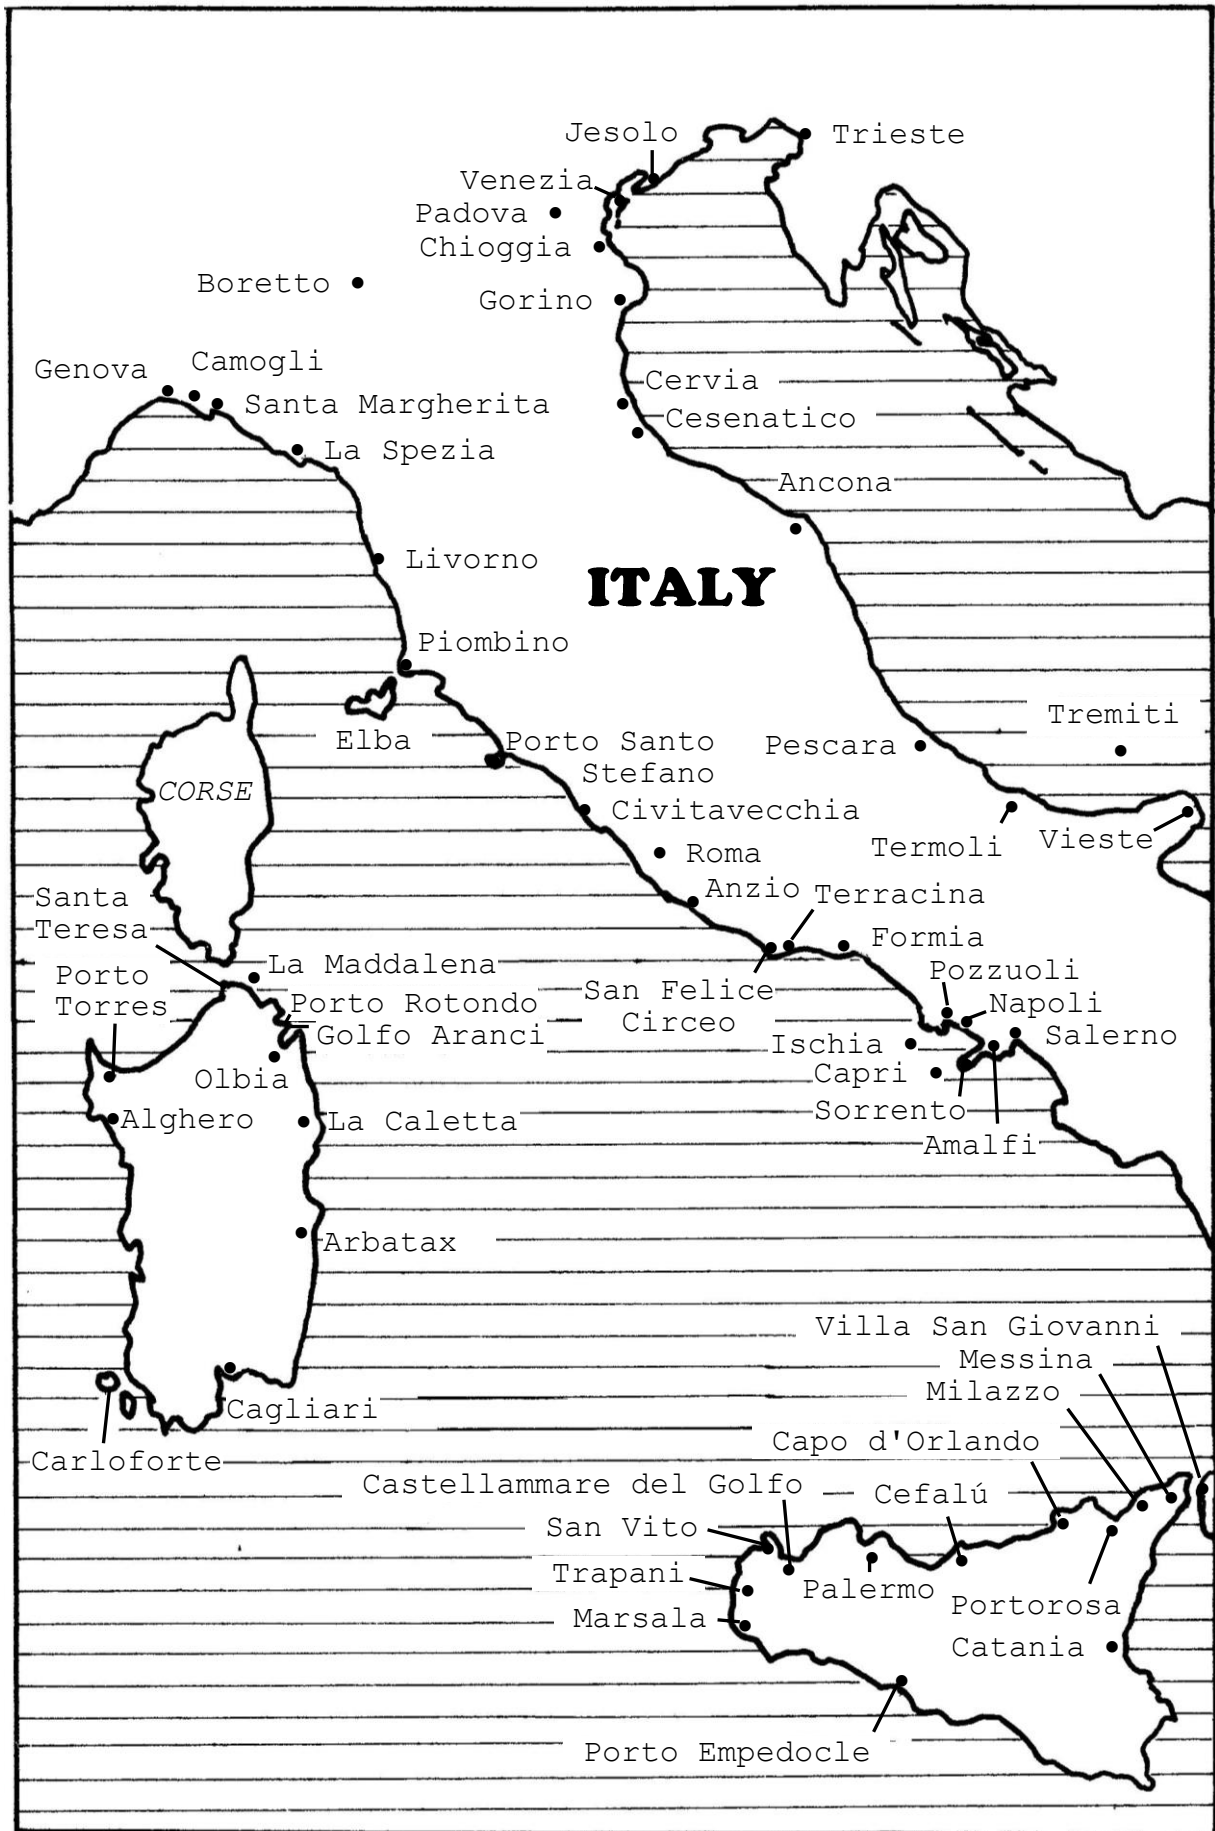 Jesolo
Trieste
Venezia
Padova
Chioggia
Boretto
Gorino
Genova
Camogli
Santa Margherita
La Spezia
Cervia
Cesenatico
Ancona
Livorno
ITALY
Piombino
Elba
Porto Santo
Stefano
Pescara
Tremiti
CORSE
Civitavecchia
Termoli
Vieste
Roma
Santa
Teresa
Anzio
Terracina
Formia
Porto
Torres
La Maddalena
Porto Rotondo
Golfo Aranci
San Felice
Circeo
Pozzuoli
Napoli
Salerno
Ischia
Capri
Sorrento
Amalfi
Olbia
Alghero
La Caletta
Arbatax
Villa San Giovanni
Messina
Milazzo
Cagliari
Carloforte
Capo d'Orlando
Castellammare del Golfo
Cefalú
San Vito
Trapani
Palermo
Portorosa
Marsala
Catania
Porto Empedocle